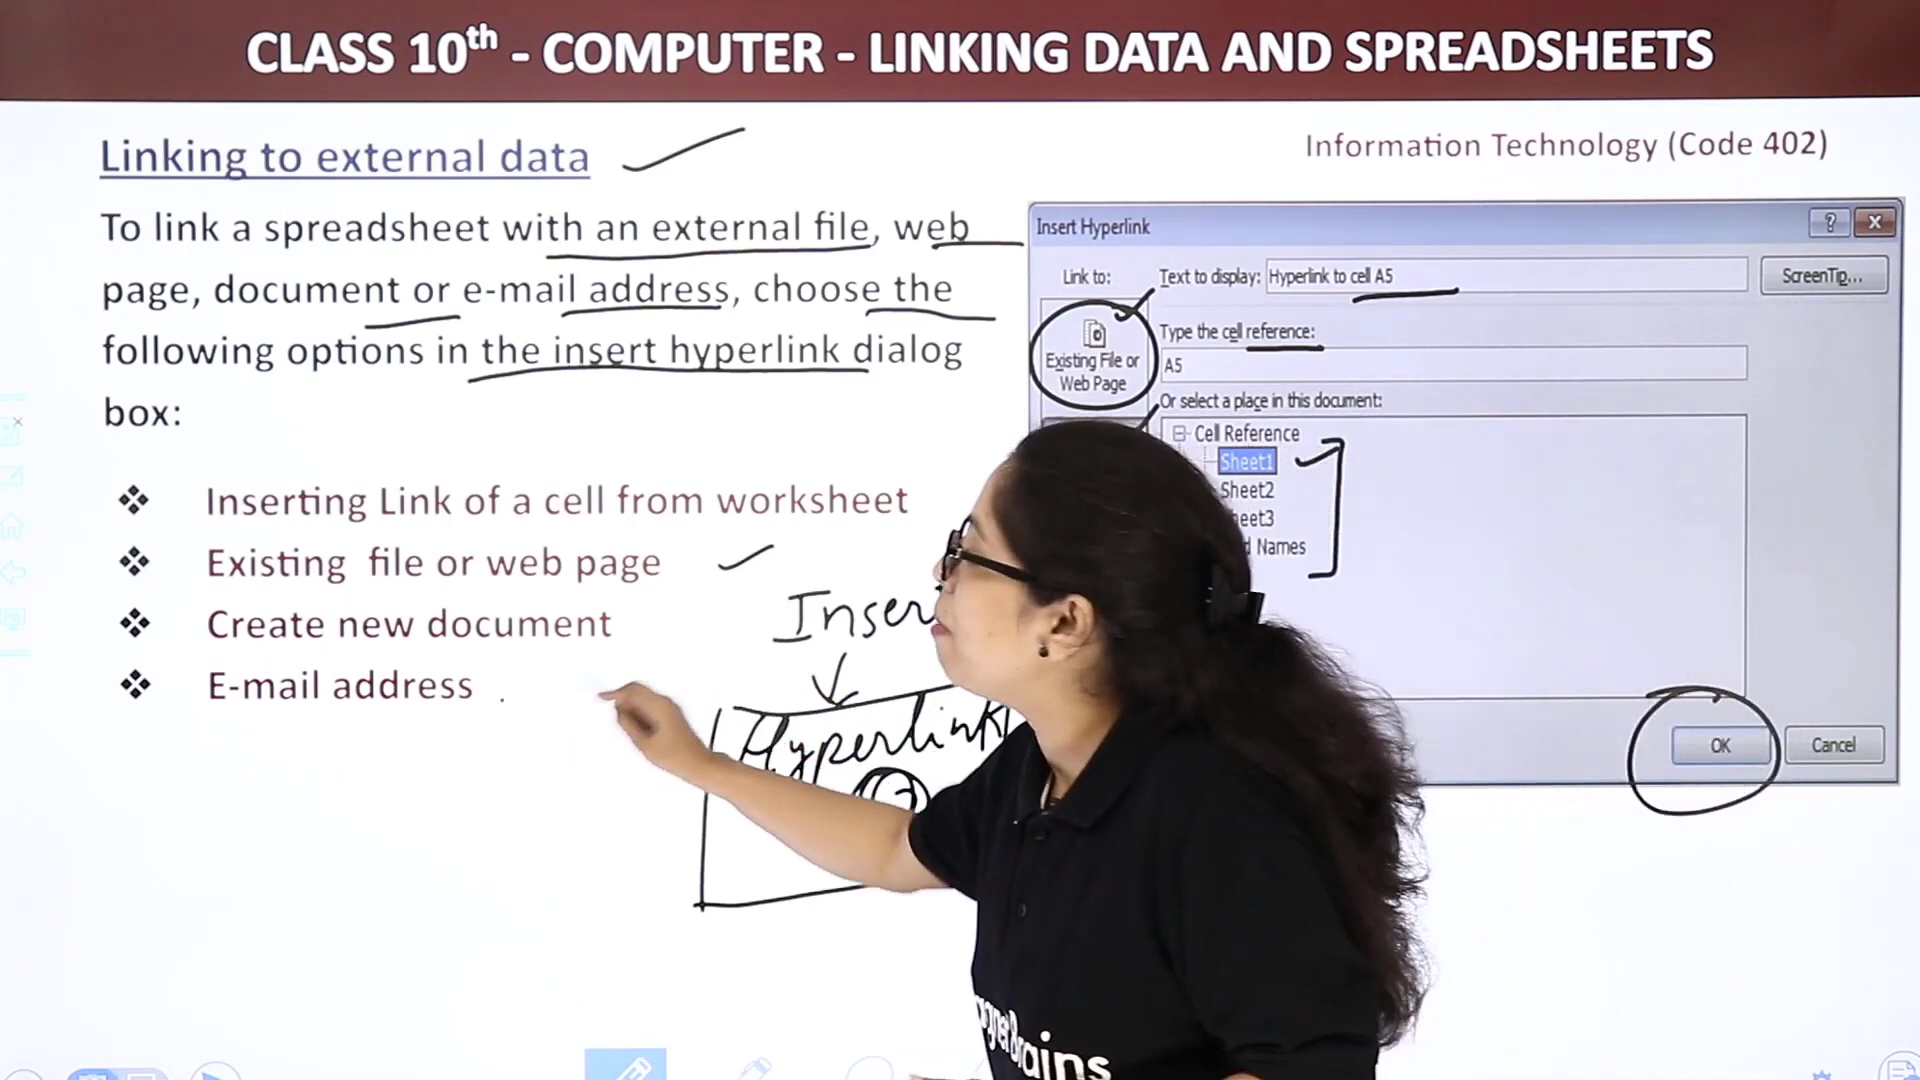 CLASS 10th - COMPUTER - LINKING DATA AND SPREADSHEETS
Linking to external data
Information Technology (Code 402)
To link a spreadsheet with an external file, web
page, document or e-mail address, choose the
following options in the insert hyperlink dialog
box:
❖ Inserting Link of a cell from worksheet
❖ Existing file or web page
❖ Create new document
❖ E-mail address
Inser
Hyperlink
Insert Hyperlink
Link to:
Text to display: Hyperlink to cell A5
ScreenTip...
Existing File or
Web Page
Type the cell reference:
A5
Or select a place in this document:
Cell Reference
Sheet1
Sheet2
heet3
d Names
OK
Cancel
Brains